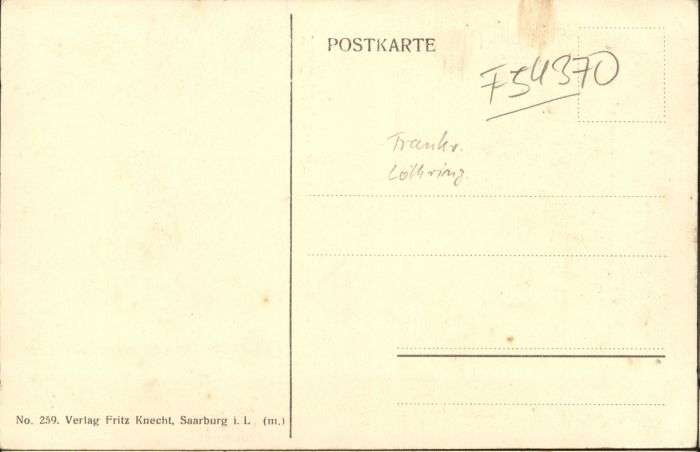 POSTKARTE
F54370
Frankr.
Lothring.
No. 259. Verlag Fritz Knecht, Saarburg i. L. (m.)